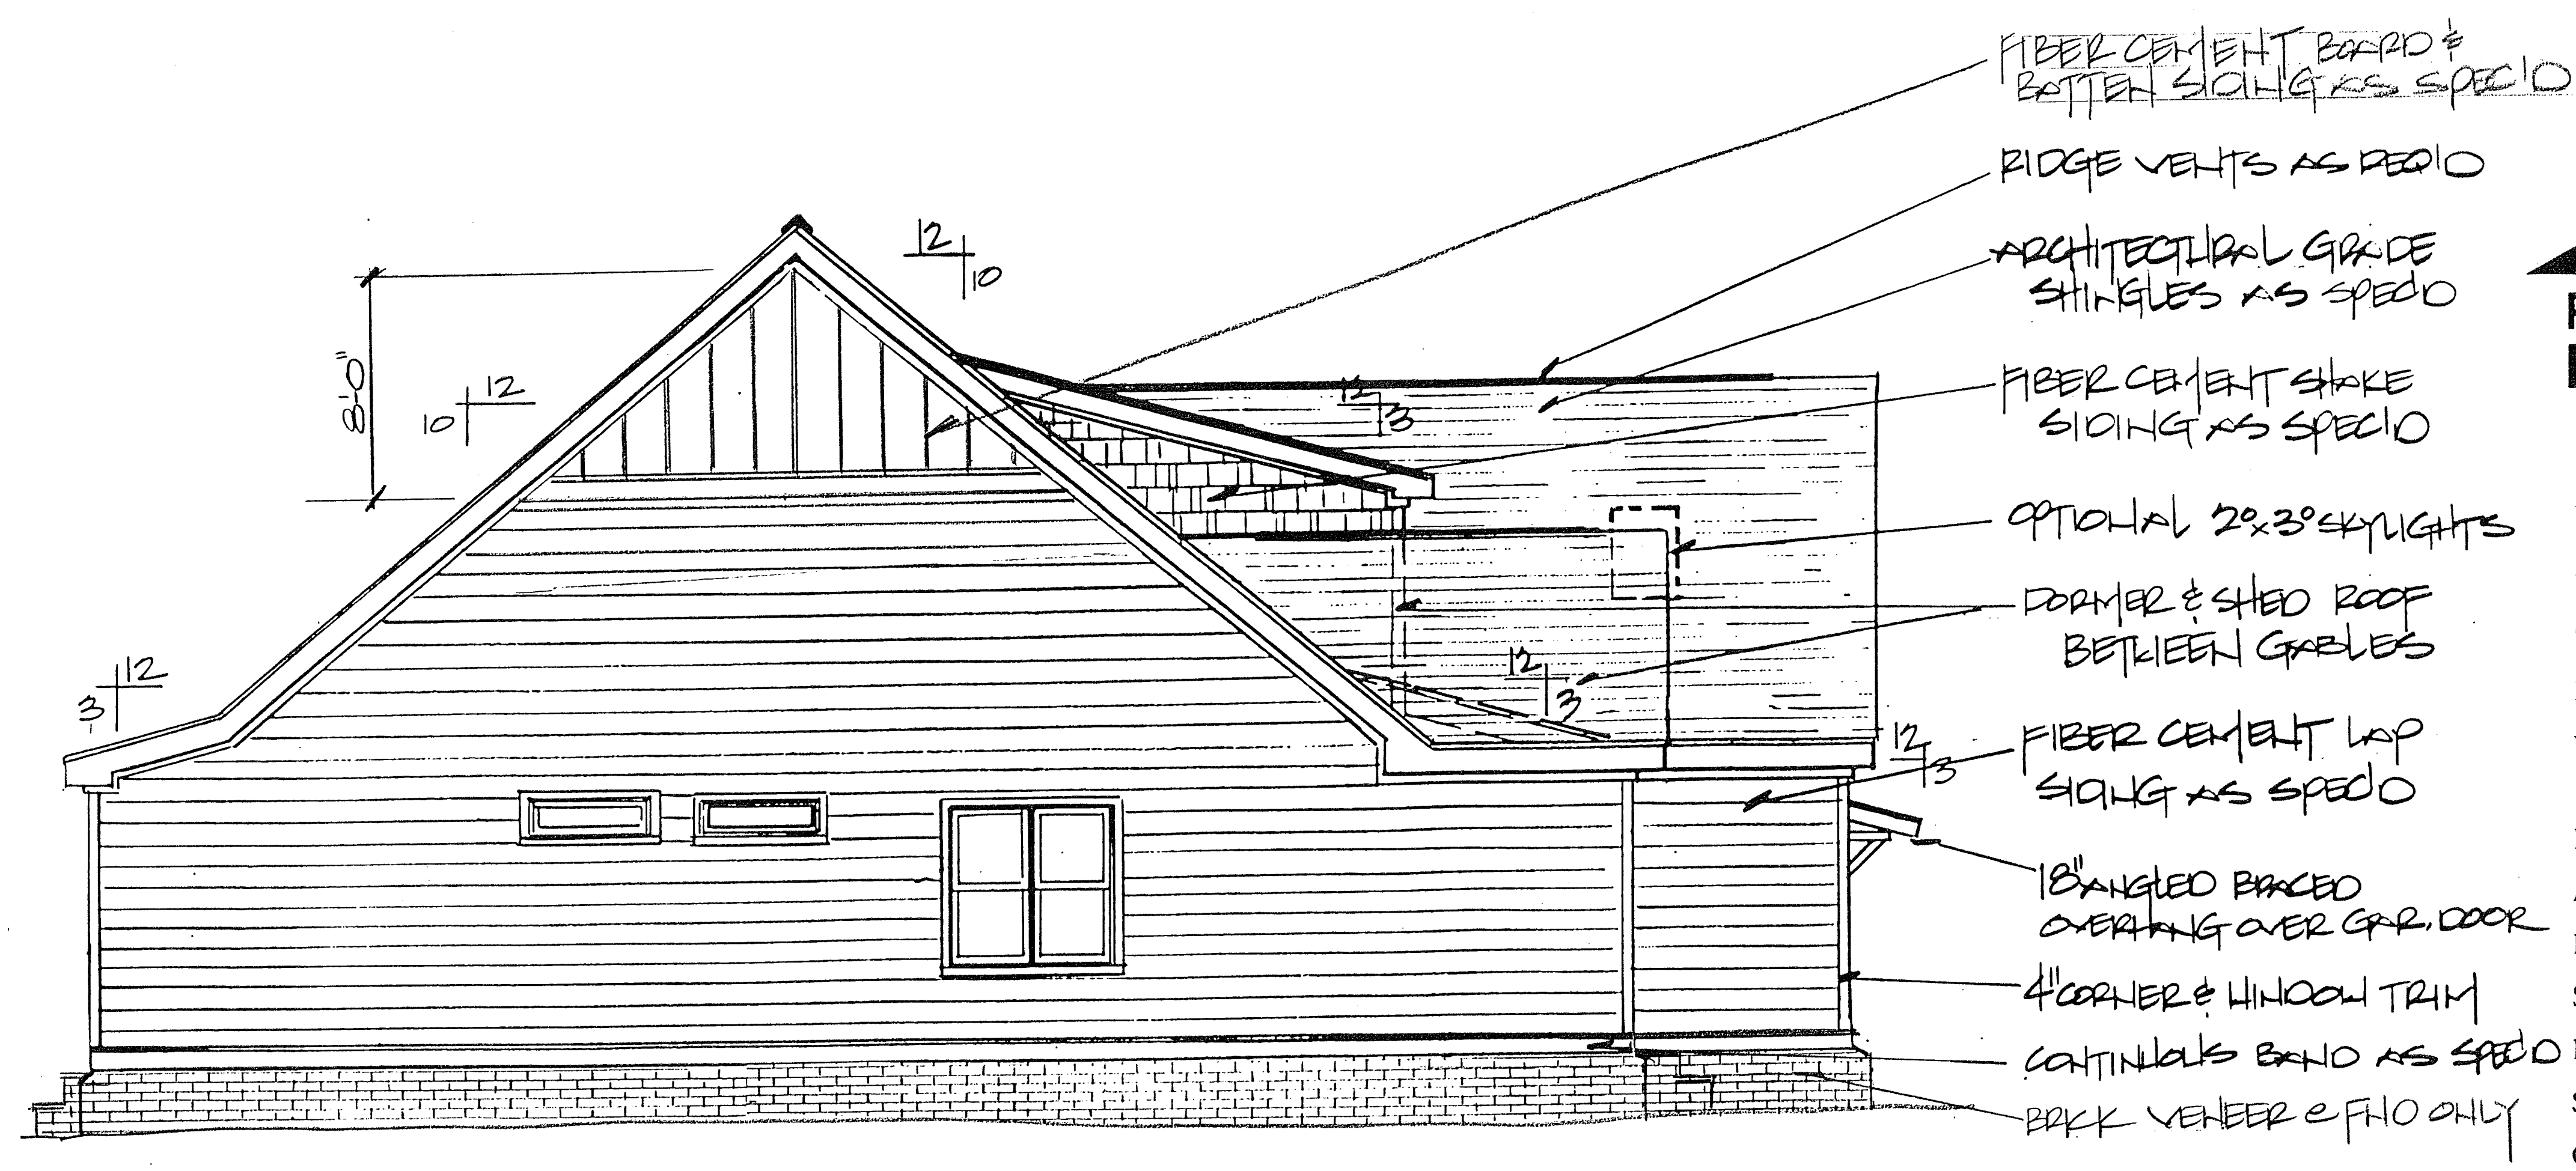 FIBER CEMENT BOARD &
BATTEN SIDING AS SPEC'D
RIDGE VENTS AS REQ'D
ARCHITECTURAL GRADE
SHINGLES AS SPEC'D
FIBER CEMENT SHAKE
SIDING AS SPEC'D
OPTIONAL 2⁰x3⁰ SKYLIGHTS
DORMER & SHED ROOF
BETWEEN GABLES
FIBER CEMENT LAP
SIDING AS SPEC'D
18" ANGLED BRACED
OVERHANG OVER GAR. DOOR
4" CORNER & WINDOW TRIM
CONTINUOUS BAND AS SPEC'D
BRICK VENEER @ FND ONLY
12
10
8'-0"
12
10
12
3
12
3
12
3
12
3